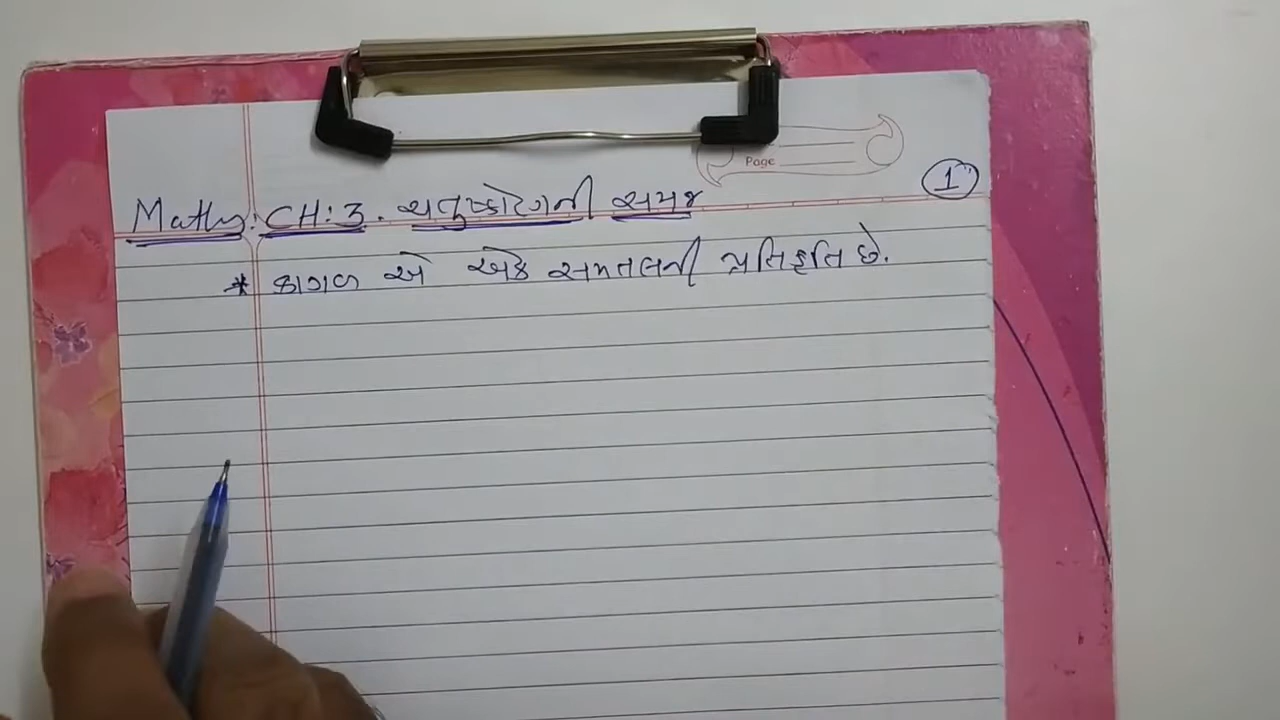 Page
1
Maths: CH:3. ચતુષ્કોણની સમજ
* કાગળ એ એક સમતલની પ્રતિકૃતિ છે.